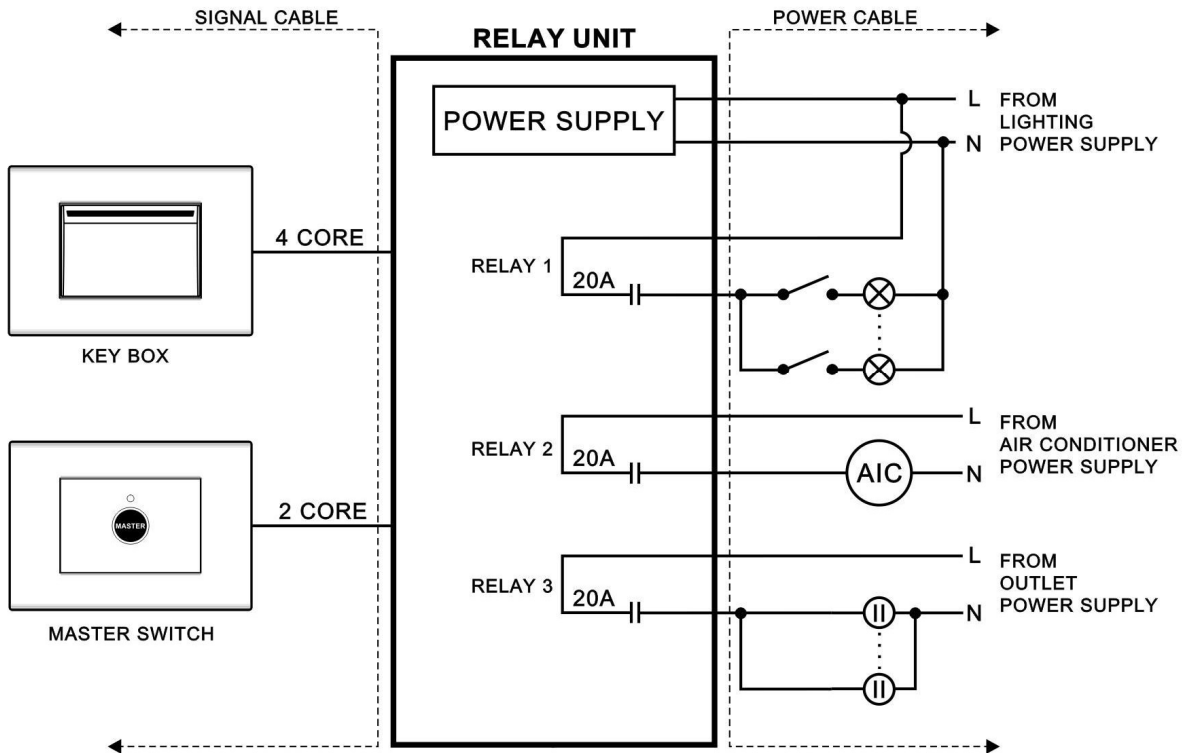 SIGNAL CABLE
POWER CABLE
RELAY UNIT
POWER SUPPLY
L
N
FROM
LIGHTING
POWER SUPPLY
4 CORE
KEY BOX
RELAY 1
20A
RELAY 2
20A
L
N
AIC
FROM
AIR CONDITIONER
POWER SUPPLY
MASTER
2 CORE
MASTER SWITCH
RELAY 3
20A
L
N
FROM
OUTLET
POWER SUPPLY